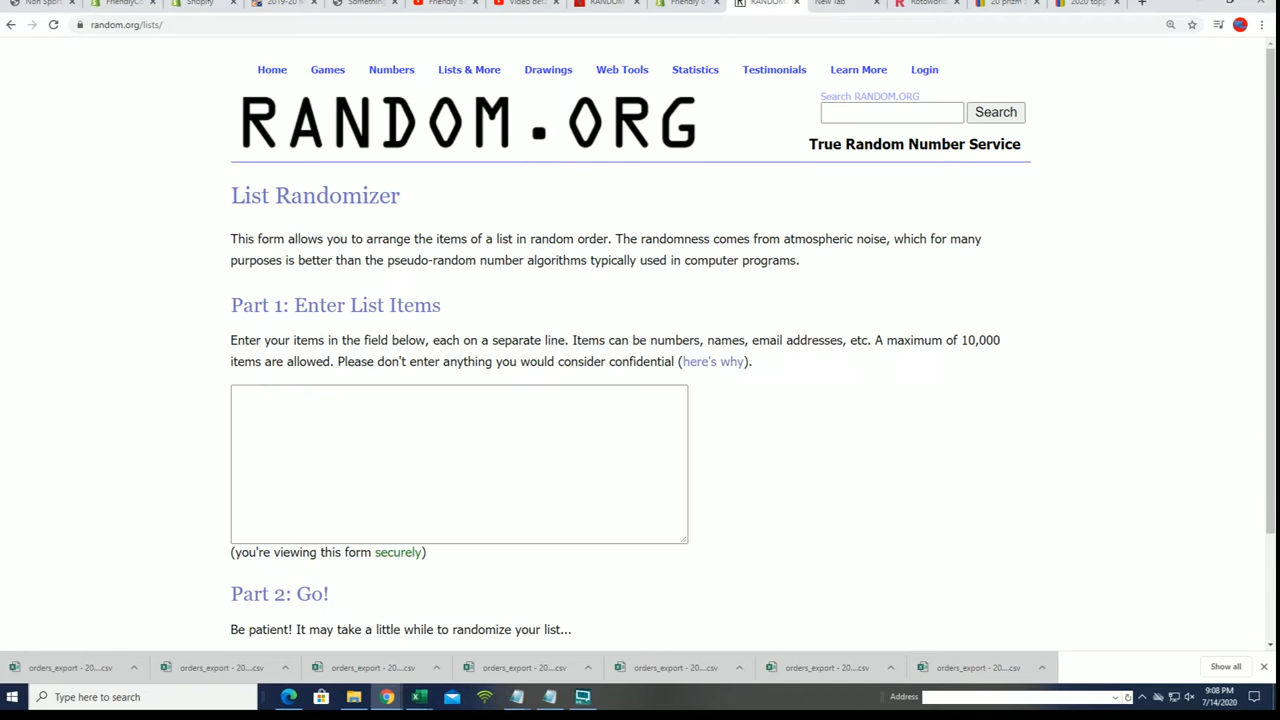 Non Sport
Shopify
Something
Video de
New Tab
random.org/lists/
Home Games Numbers Lists & More Drawings Web Tools Statistics Testimonials Learn More Login
Search RANDOM.ORG
RANDOM.ORG
Search
True Random Number Service
List Randomizer
This form allows you to arrange the items of a list in random order. The randomness comes from atmospheric noise, which for many
purposes is better than the pseudo-random number algorithms typically used in computer programs.
Part 1: Enter List Items
Enter your items in the field below, each on a separate line. Items can be numbers, names, email addresses, etc. A maximum of 10,000
items are allowed. Please don't enter anything you would consider confidential (here's why).
(you're viewing this form securely)
Part 2: Go!
Be patient! It may take a little while to randomize your list...
orders_export - 20....csv orders_export - 20....csv orders_export - 20....csv orders_export - 20....csv orders_export - 20....csv orders_export - 20....csv orders_export - 20....csv Show all
Type here to search
Address
9:08 PM
7/14/2020